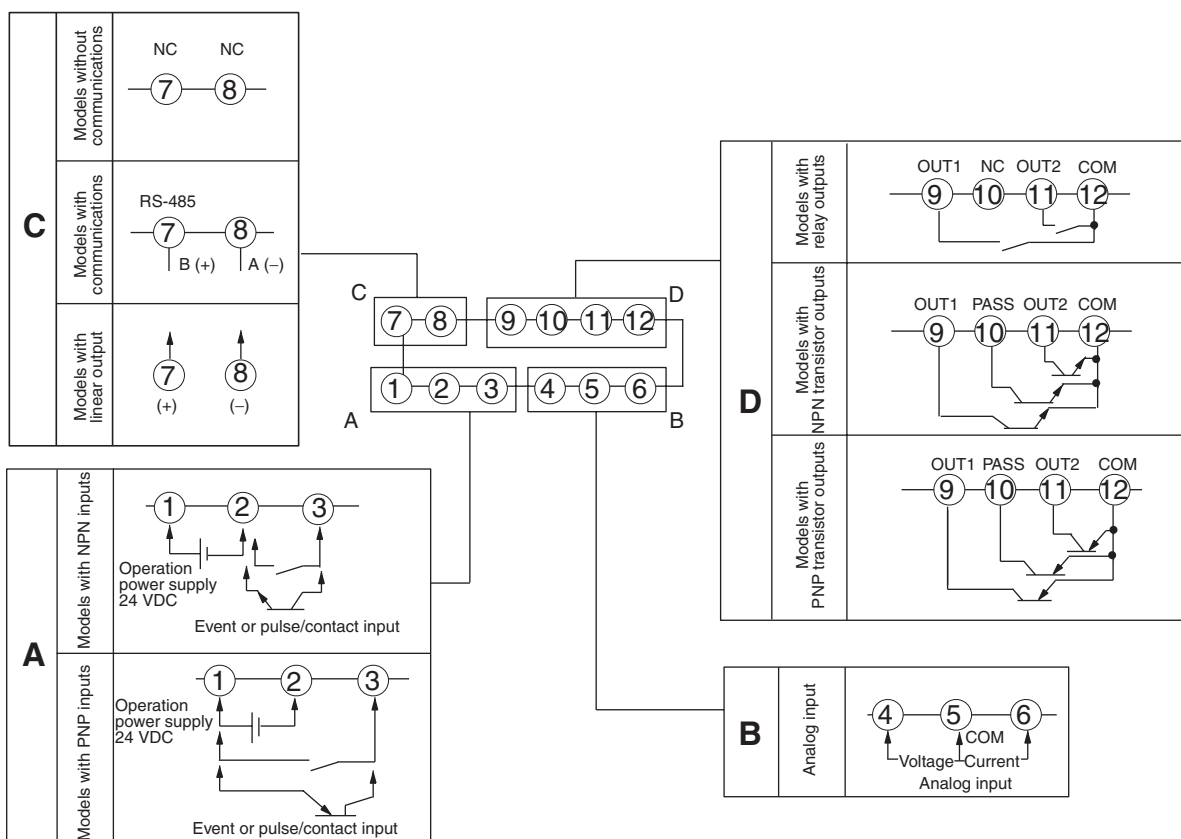 C
Models without
communications
NC NC
7 8
Models with
communications
RS-485
7 8
B (+) A (−)
Models with
linear output
7 8
(+) (−)
A
Models with NPN inputs
1 2 3
Operation
power supply
24 VDC
Event or pulse/contact input
Models with PNP inputs
1 2 3
Operation
power supply
24 VDC
Event or pulse/contact input
C D
7 8 9 10 11 12
1 2 3 4 5 6
A B
D
Models with
relay outputs
OUT1 NC OUT2 COM
9 10 11 12
Models with
NPN transistor outputs
OUT1 PASS OUT2 COM
9 10 11 12
Models with
PNP transistor outputs
OUT1 PASS OUT2 COM
9 10 11 12
B
Analog input
4 5 6
COM
Voltage Current
Analog input